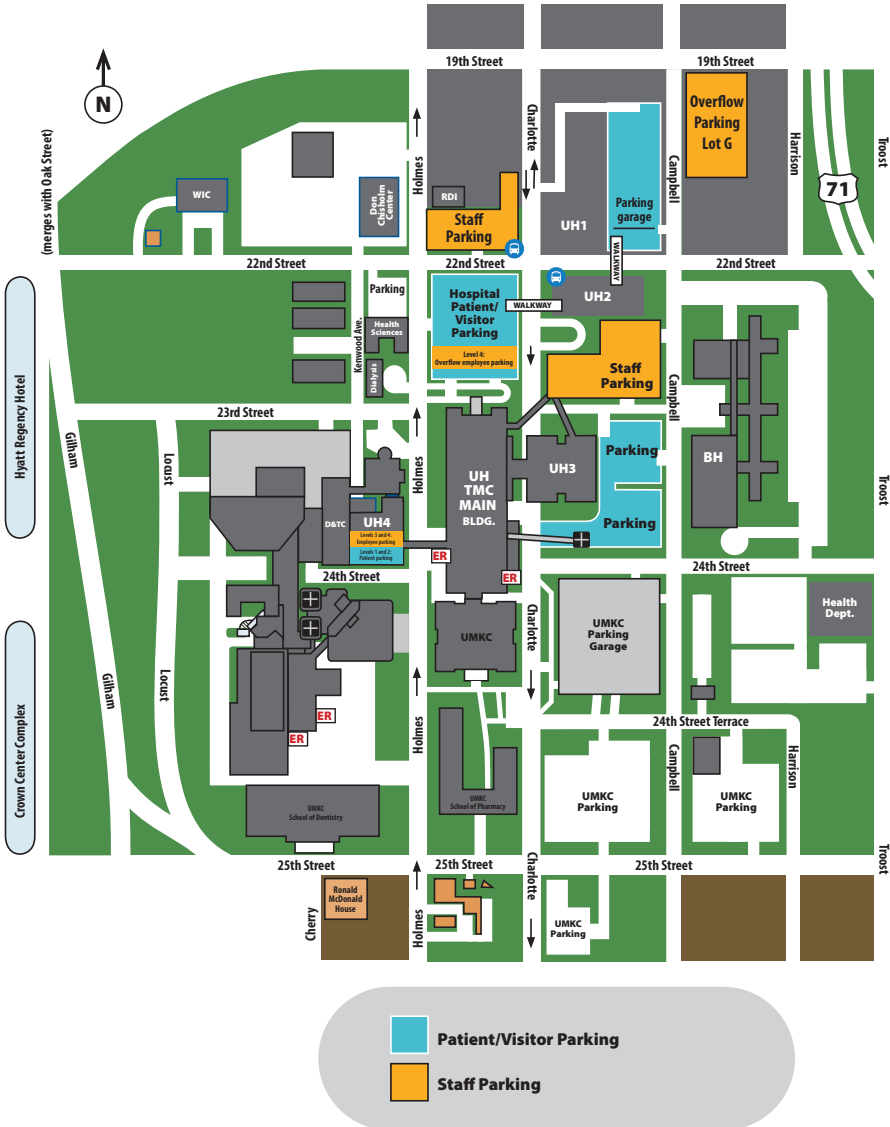 19th Street
19th Street
N
(merges with Oak Street)
Holmes
Charlotte
Overflow
Parking
Lot G
Campbell
Harrison
Troost
71
WIC
Don
Chisholm
Center
RDI
Staff
Parking
UH1
Parking
garage
WALKWAY
22nd Street
22nd Street
22nd Street
Hyatt Regency Hotel
Parking
Kenwood Ave.
Health
Sciences
Dialysis
Hospital
Patient/
Visitor
Parking
Level 4:
Overflow employee parking
WALKWAY
UH2
Staff
Parking
Campbell
23rd Street
Gilham
Locust
Holmes
UH
TMC
MAIN
BLDG.
UH3
Parking
Parking
BH
Troost
D&TC
UH4
Levels 3 and 4:
Employee parking
Levels 1 and 2:
Patient parking
ER
ER
24th Street
24th Street
Charlotte
UMKC
UMKC
Parking
Garage
Health
Dept.
Crown Center Complex
Gilham
Locust
ER
ER
Holmes
24th Street Terrace
Campbell
Harrison
UMKC
School of Dentistry
UMKC
School of Pharmacy
UMKC
Parking
UMKC
Parking
Troost
25th Street
25th Street
25th Street
Charlotte
Cherry
Ronald
McDonald
House
Holmes
UMKC
Parking
Patient/Visitor Parking
Staff Parking